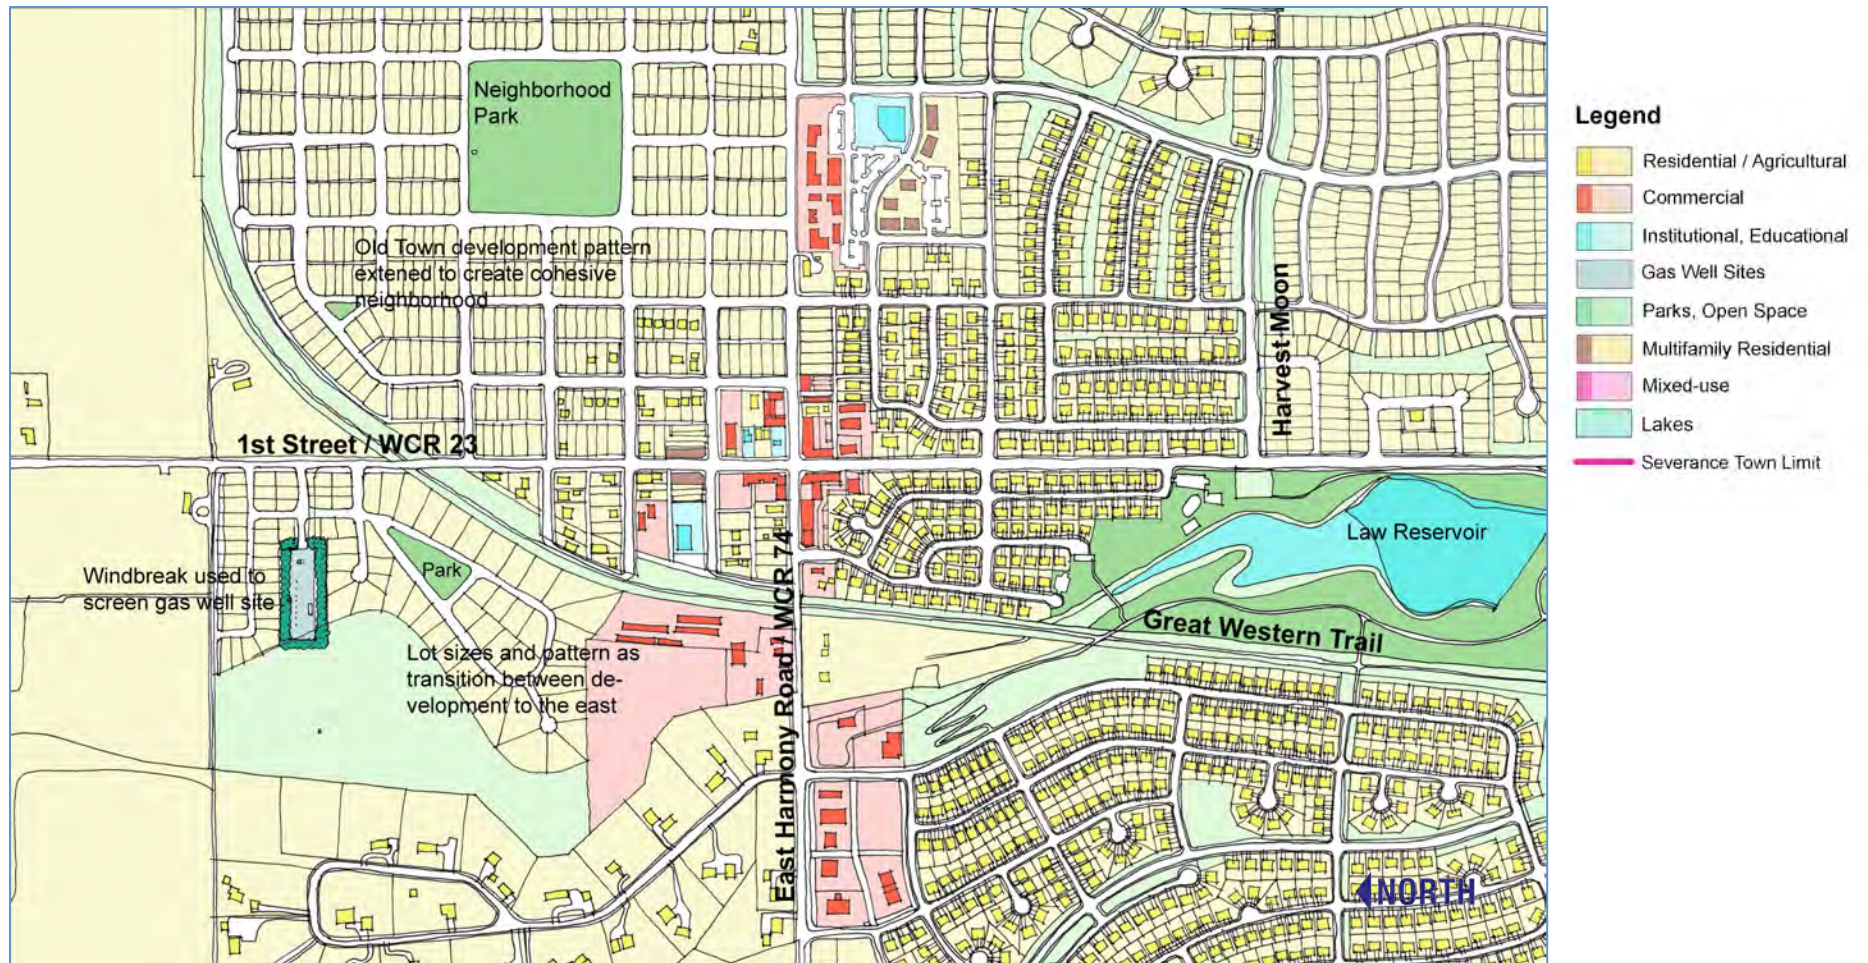 Neighborhood
Park
Old Town development pattern
extened to create cohesive
neighborhood
Harvest Moon
1st Street / WCR 23
Law Reservoir
Windbreak used to
screen gas well site
Park
Great Western Trail
East Harmony Road / WCR 74
Lot sizes and pattern as
transition between de-
velopment to the east
NORTH
Legend
Residential / Agricultural
Commercial
Institutional, Educational
Gas Well Sites
Parks, Open Space
Multifamily Residential
Mixed-use
Lakes
Severance Town Limit